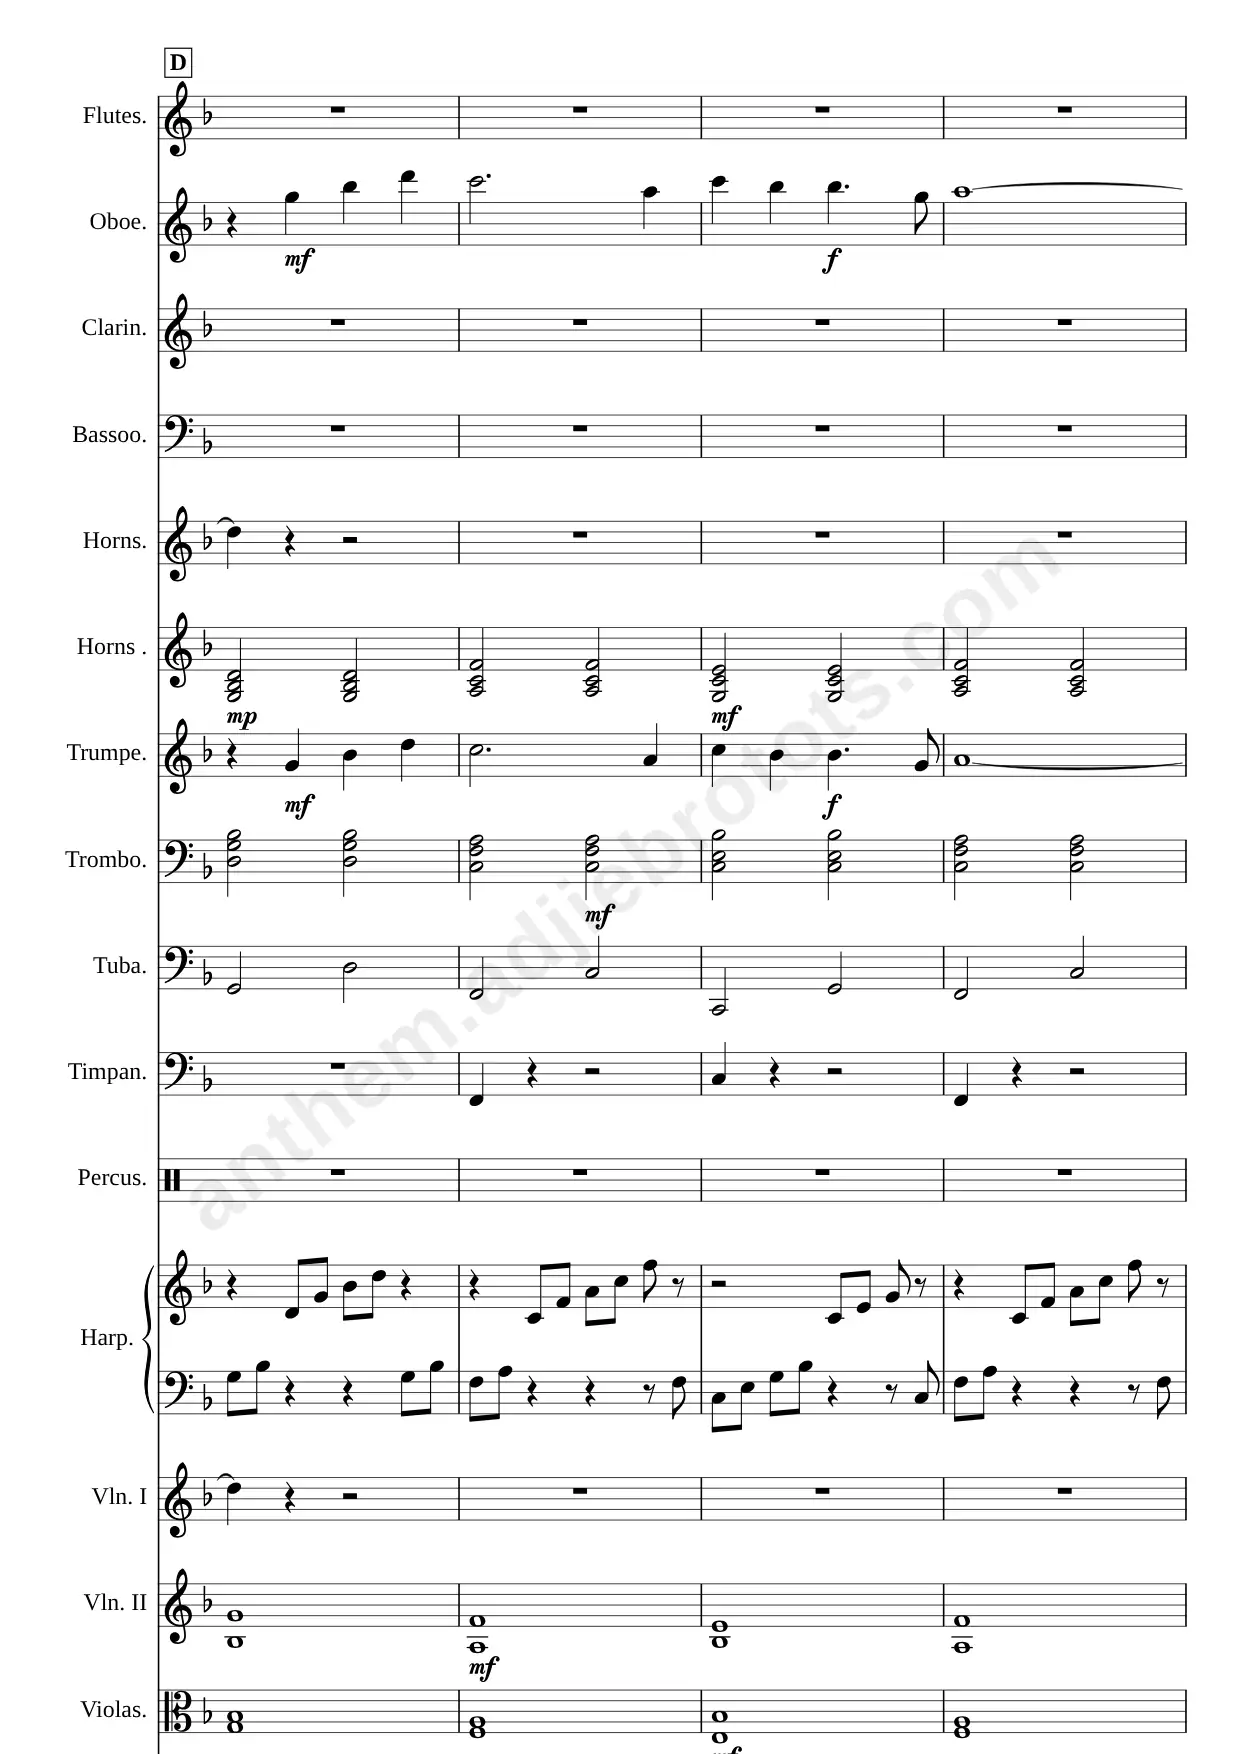 D
Flutes.
Oboe.
mf
f
Clarin.
Bassoo.
Horns.
Horns .
mp
mf
Trumpe.
mf
f
Trombo.
mf
Tuba.
Timpan.
Percus.
Harp.
Vln. I
Vln. II
mf
Violas.
mf
anthem.adjiebrotots.com